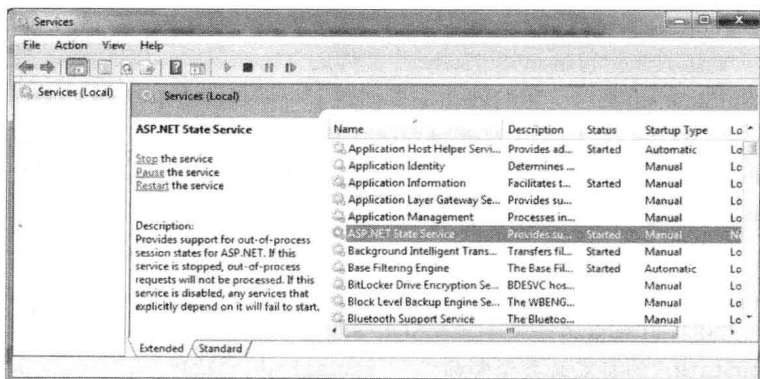 Services
File Action View Help
Services (Local)
Services (Local)
ASP.NET State Service
Stop the service
Pause the service
Restart the service
Description:
Provides support for out-of-process
session states for ASP.NET. If this
service is stopped, out-of-process
requests will not be processed. If this
service is disabled, any services that
explicitly depend on it will fail to start.
Name Description Status Startup Type Lo
Application Host Helper Servi... Provides ad... Started Automatic Lo
Application Identity Determines ... Manual Lo
Application Information Facilitates t... Started Manual Lo
Application Layer Gateway Se... Provides su... Manual Lo
Application Management Processes in... Manual Lo
ASP.NET State Service Provides su... Started Manual Ne
Background Intelligent Trans... Transfers fil... Started Manual Lo
Base Filtering Engine The Base Fil... Started Automatic Lo
BitLocker Drive Encryption Se... BDESVC hos... Manual Lo
Block Level Backup Engine Se... The WBENG... Manual Lo
Bluetooth Support Service The Bluetoo... Manual Lo
Extended Standard